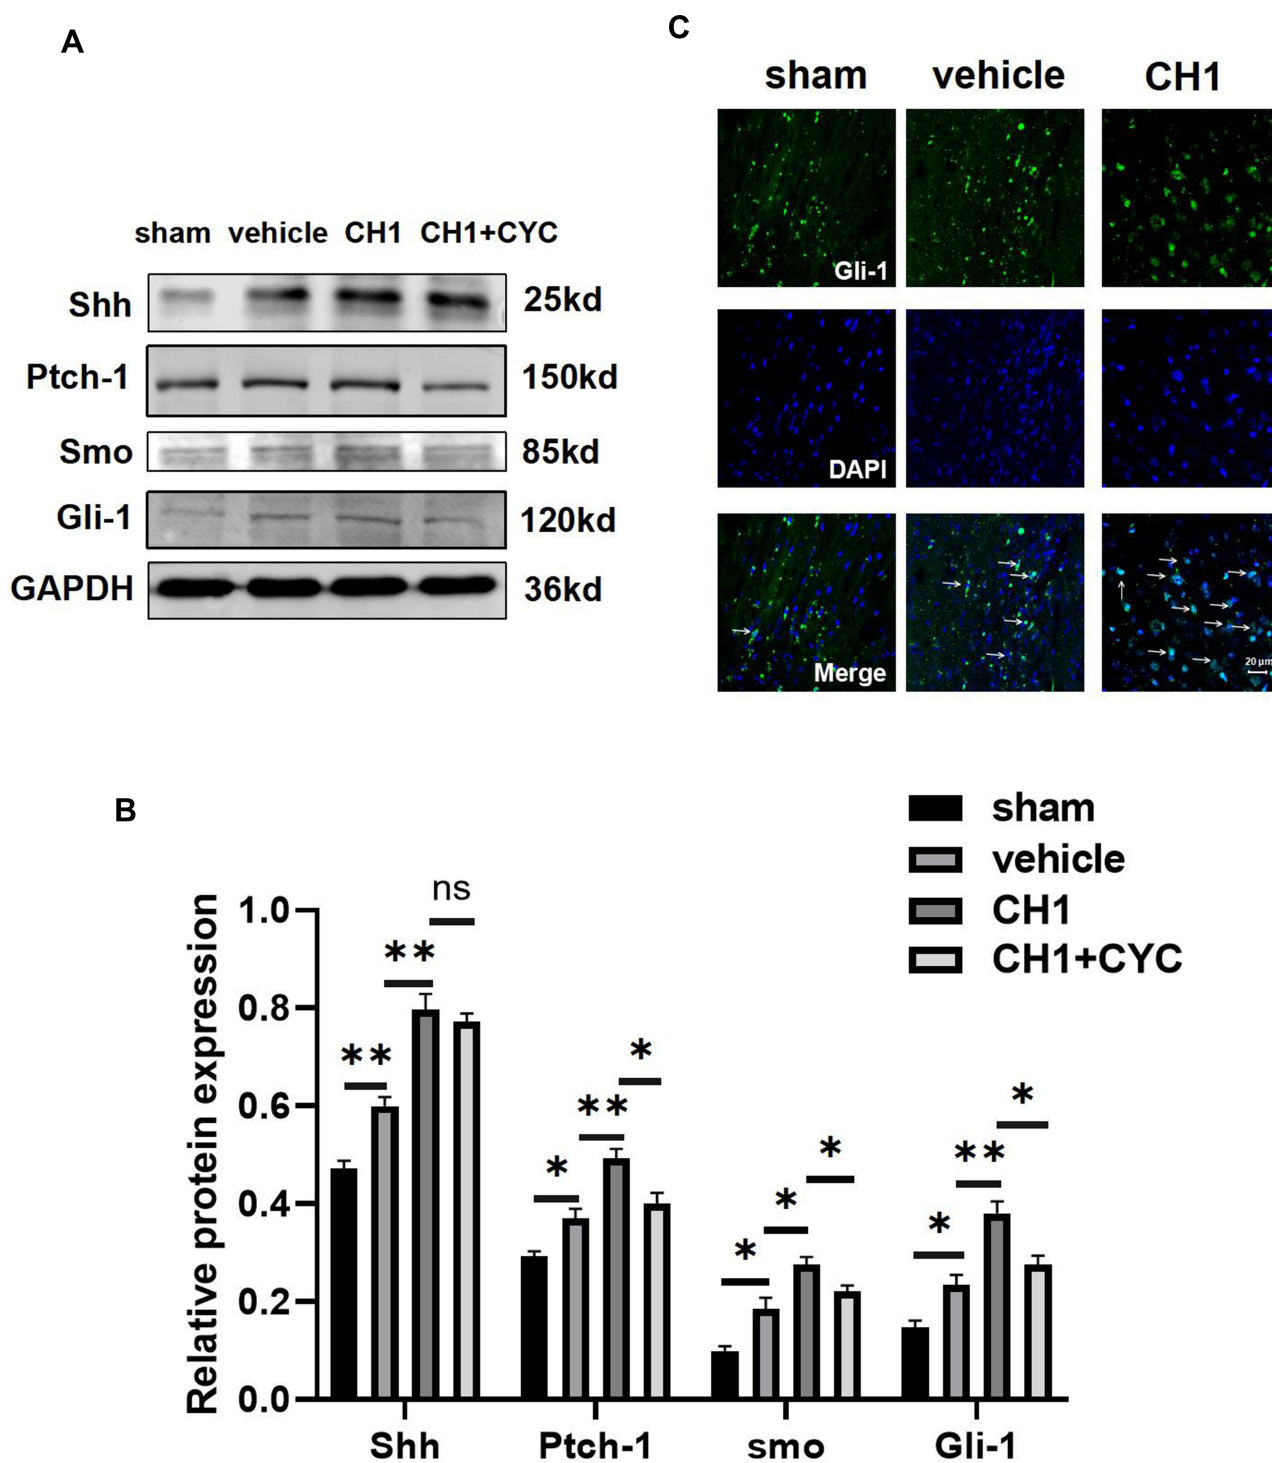 A
sham vehicle CH1 CH1+CYC
Shh 25kd
Ptch-1 150kd
Smo 85kd
Gli-1 120kd
GAPDH 36kd
C
sham vehicle CH1
Gli-1
DAPI
Merge
20 μm
B
sham
vehicle
CH1
CH1+CYC
Relative protein expression
1.0
0.8
0.6
0.4
0.2
0.0
** ** ns
* ** *
* * *
* ** *
Shh Ptch-1 smo Gli-1